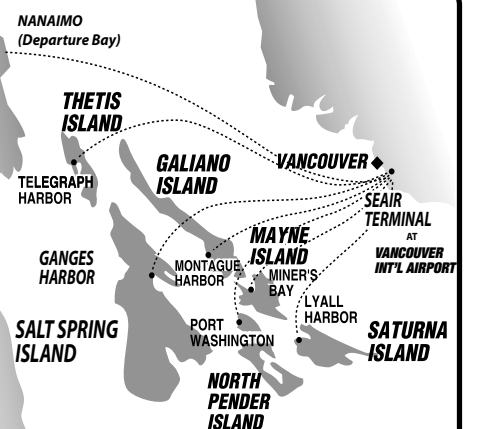 NANAIMO
(Departure Bay)
THETIS
ISLAND
GALIANO
ISLAND
VANCOUVER
TELEGRAPH
HARBOR
SEAIR
TERMINAL
AT
VANCOUVER
INT'L AIRPORT
MAYNE
ISLAND
GANGES
HARBOR
MONTAGUE
HARBOR
MINER'S
BAY
LYALL
HARBOR
SALT SPRING
ISLAND
PORT
WASHINGTON
SATURNA
ISLAND
NORTH
PENDER
ISLAND